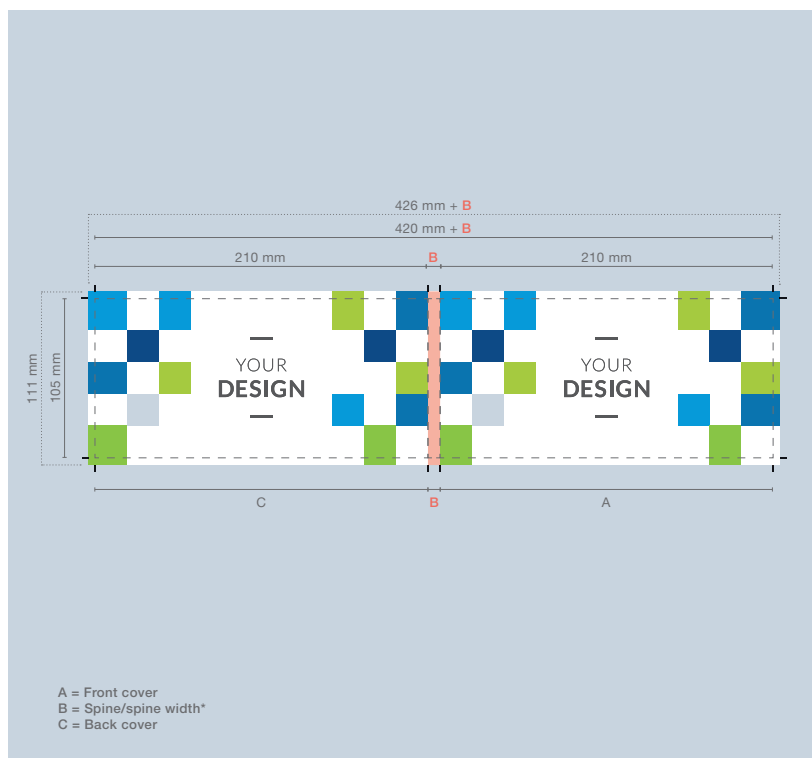 426 mm + B
420 mm + B
210 mm
B
210 mm
111 mm
105 mm
YOUR
DESIGN
YOUR
DESIGN
C
B
A
A = Front cover
B = Spine/spine width*
C = Back cover